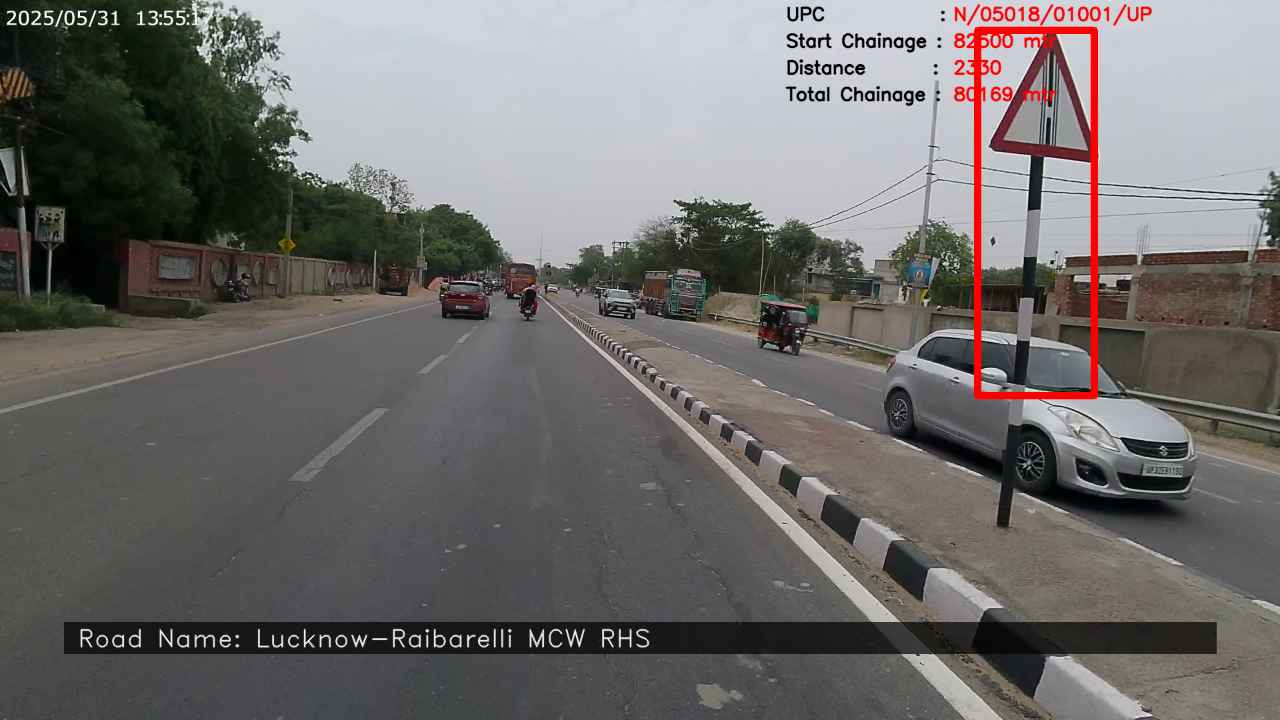 2025/05/31 13:55:17
UPC : N/05018/01001/UP
Start Chainage : 82500 mtr
Distance : 2330
Total Chainage : 80169 mtr
Road Name: Lucknow-Raibarelli MCW RHS